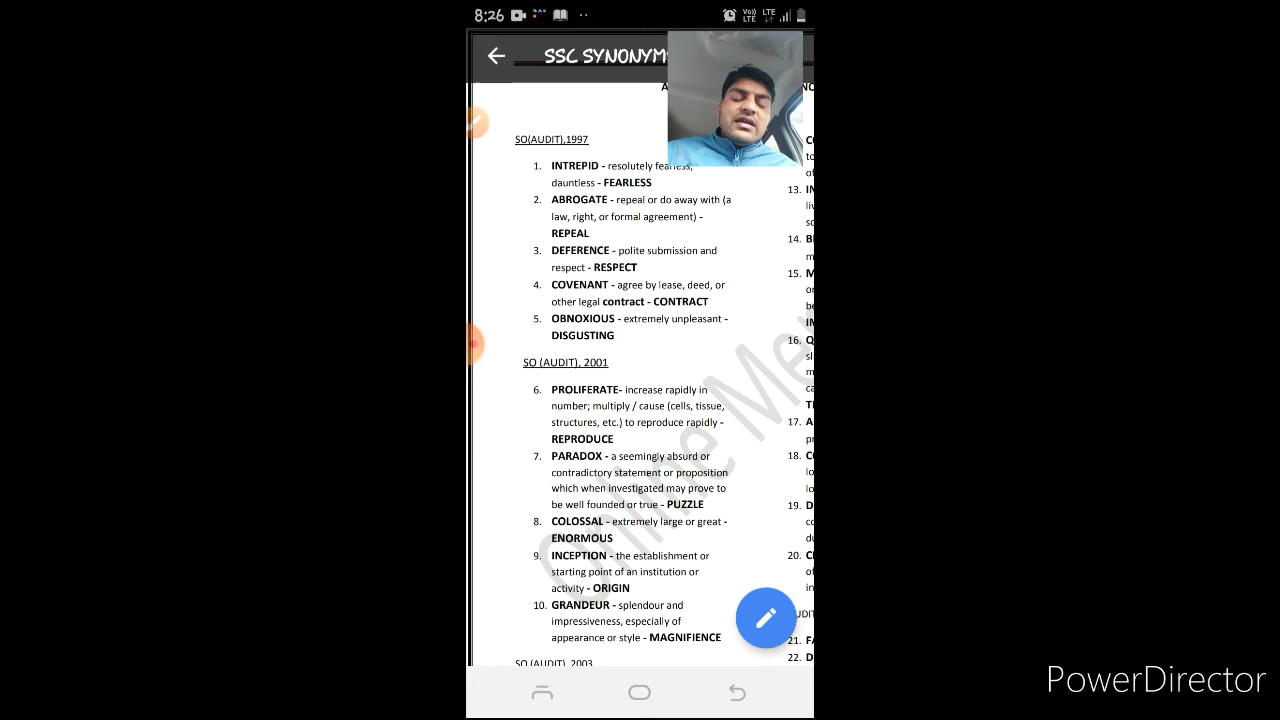 8:26
Vo))
LTE
LTE
SSC SYNONYM
SO(AUDIT),1997
1. INTREPID - resolutely fearless;
dauntless - FEARLESS
2. ABROGATE - repeal or do away with (a
law, right, or formal agreement) -
REPEAL
3. DEFERENCE - polite submission and
respect - RESPECT
4. COVENANT - agree by lease, deed, or
other legal contract - CONTRACT
5. OBNOXIOUS - extremely unpleasant -
DISGUSTING
SO (AUDIT), 2001
6. PROLIFERATE- increase rapidly in
number; multiply / cause (cells, tissue,
structures, etc.) to reproduce rapidly -
REPRODUCE
7. PARADOX - a seemingly absurd or
contradictory statement or proposition
which when investigated may prove to
be well founded or true - PUZZLE
8. COLOSSAL - extremely large or great -
ENORMOUS
9. INCEPTION - the establishment or
starting point of an institution or
activity - ORIGIN
10. GRANDEUR - splendour and
impressiveness, especially of
appearance or style - MAGNIFIENCE
SO (AUDIT), 2003
13.
14.
15.
16.
17.
18.
19.
20.
21.
22.
Online Me
PowerDirector